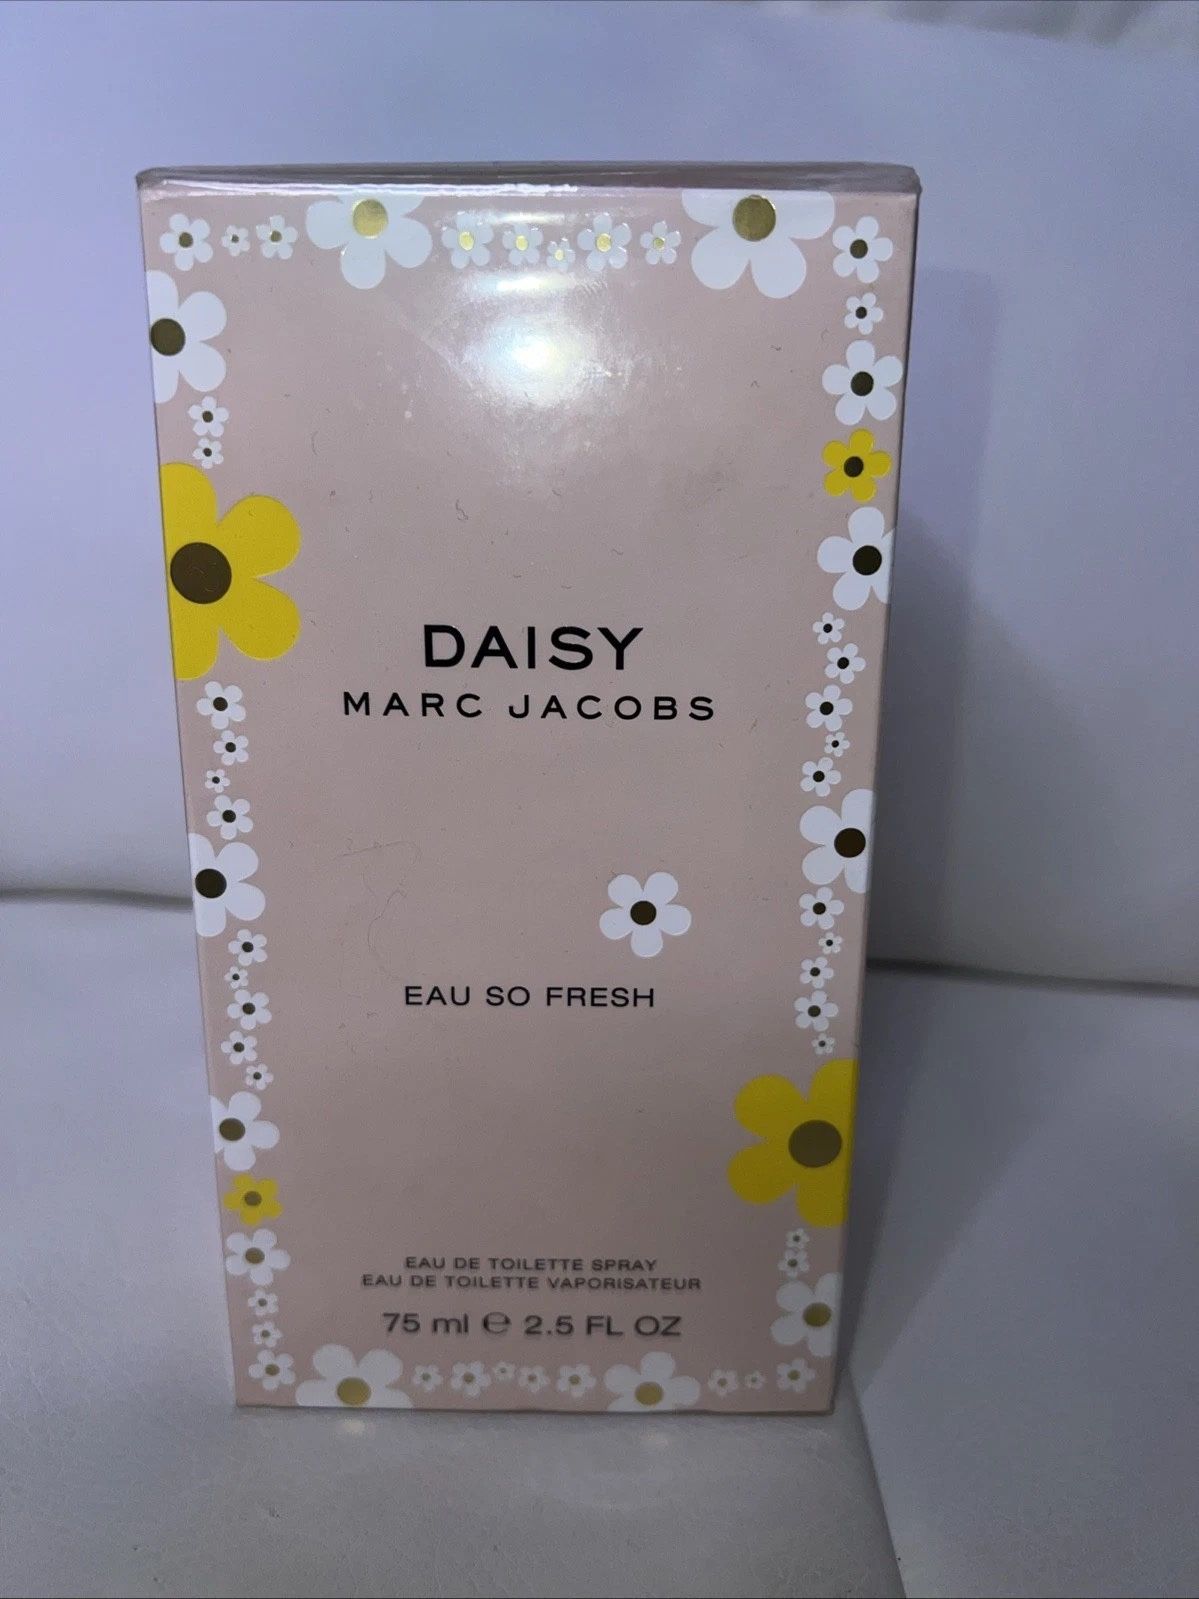 DAISY
MARC JACOBS
EAU SO FRESH
EAU DE TOILETTE SPRAY
EAU DE TOILETTE VAPORISATEUR
75 ml ℮ 2.5 FL OZ